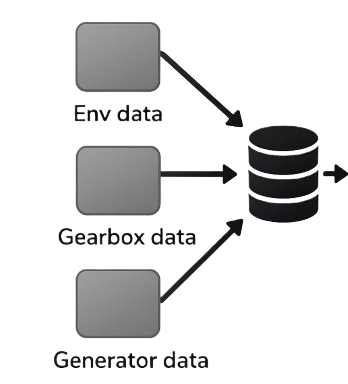 Env data
Gearbox data
Generator data